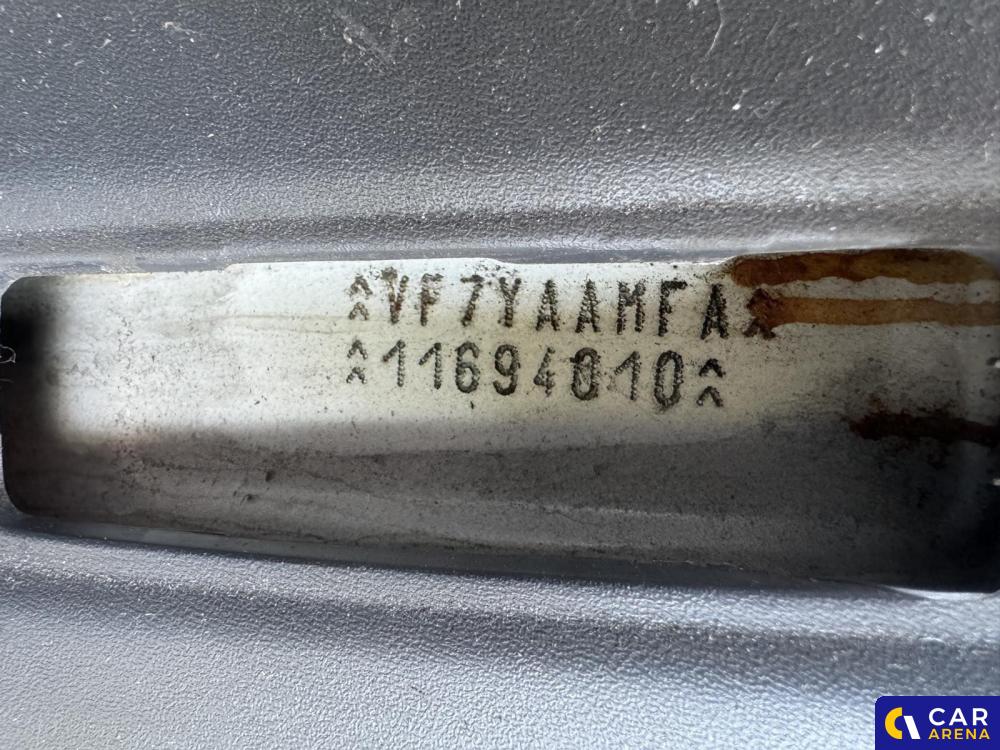 ^VF7YAAMFA^
^11694010^
CAR
ARENA